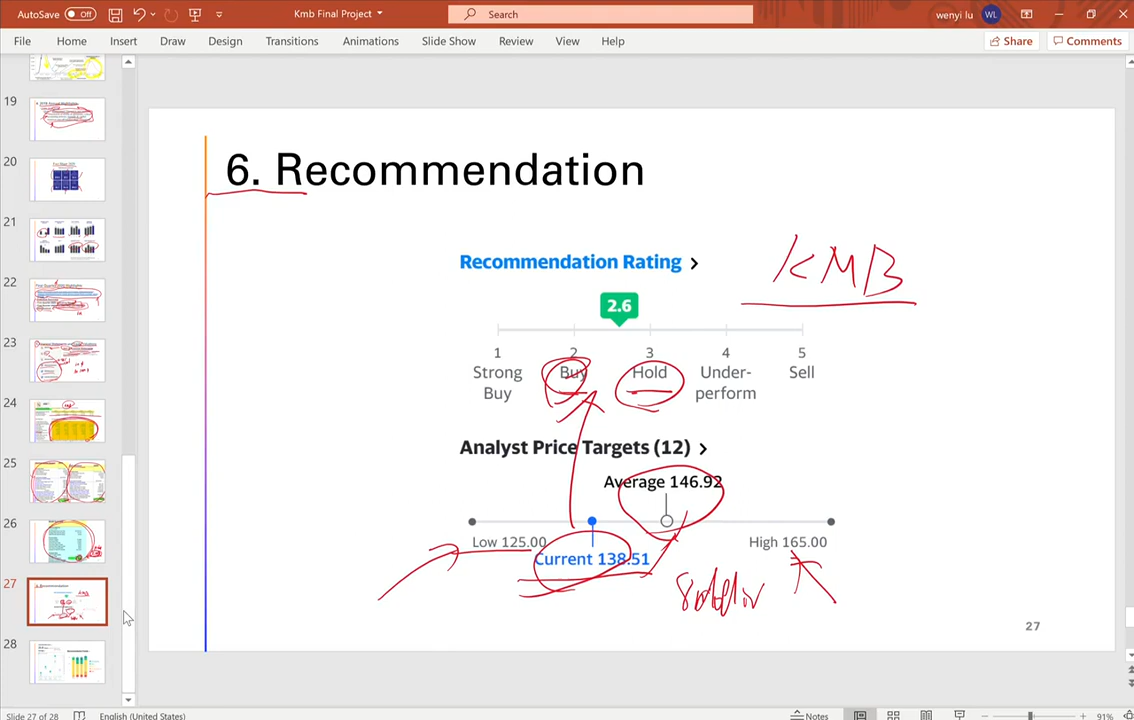 AutoSave Off
Kmb Final Project
Search
wenyi lu WL
File Home Insert Draw Design Transitions Animations Slide Show Review View Help Share Comments
19
20
21
22
23
24
25
26
27
28
6. Recommendation
Recommendation Rating
KMB
2.6
1 2 3 4 5
Strong Buy Buy Hold Under-perform Sell
Analyst Price Targets (12)
Average 146.92
Low 125.00 High 165.00
Current 138.51
8 dollar
27
Slide 27 of 28 English (United States) Notes 91%